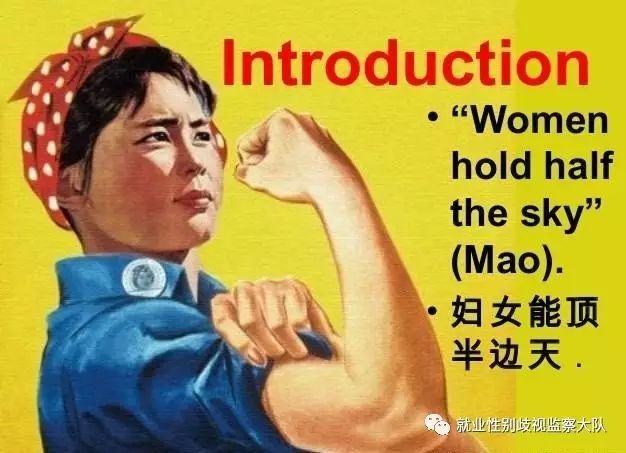 Introduction
• “Women
hold half
the sky”
(Mao).
• 妇女能顶
半边天.
就业性别歧视监察大队